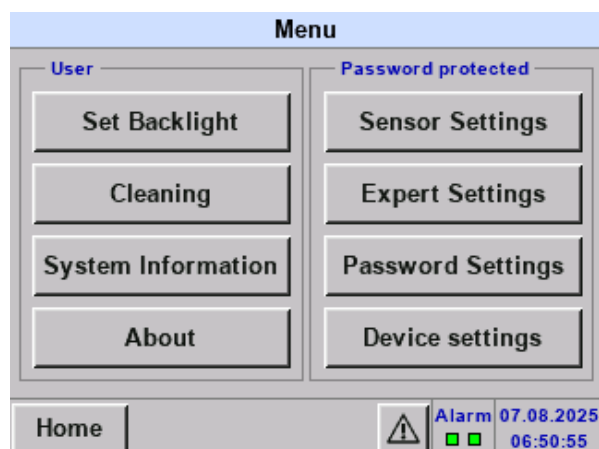 Menu
User
Set Backlight
Cleaning
System Information
About
Password protected
Sensor Settings
Expert Settings
Password Settings
Device settings
Home
Alarm
07.08.2025
06:50:55